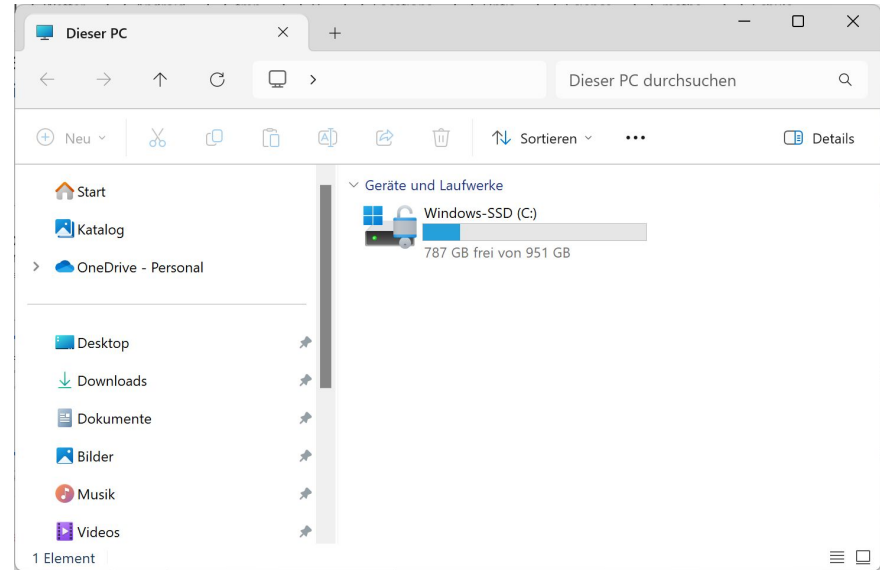 Dieser PC
Dieser PC durchsuchen
Neu
Sortieren
Details
Start
Katalog
OneDrive - Personal
Desktop
Downloads
Dokumente
Bilder
Musik
Videos
Geräte und Laufwerke
Windows-SSD (C:)
787 GB frei von 951 GB
1 Element